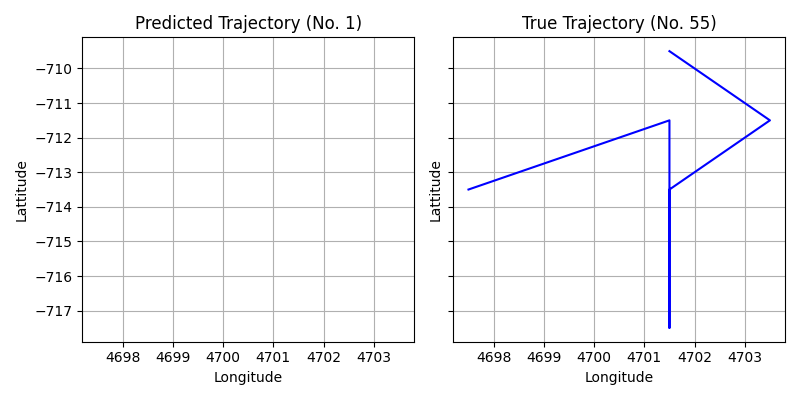 Predicted Trajectory (No. 1)
True Trajectory (No. 55)
−710
−711
−712
−713
−714
−715
−716
−717
Lattitude
4698 4699 4700 4701 4702 4703
Longitude
Lattitude
4698 4699 4700 4701 4702 4703
Longitude